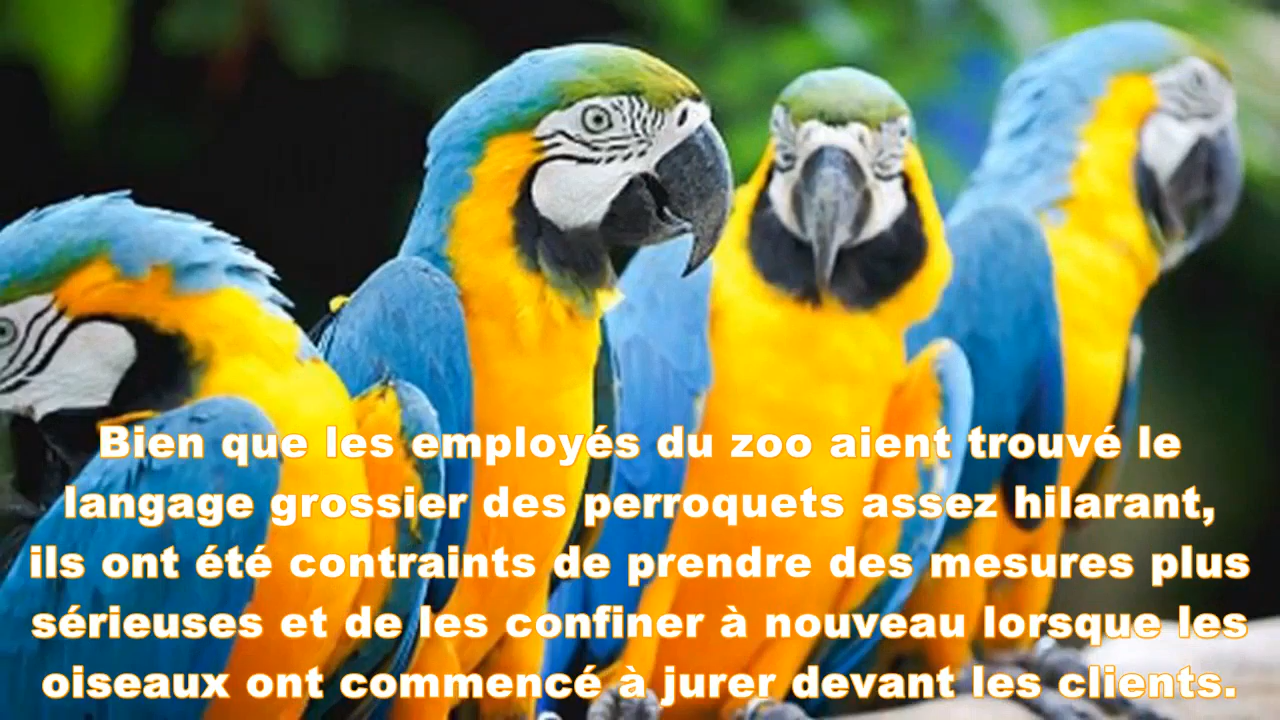 Bien que les employés du zoo aient trouvé le
langage grossier des perroquets assez hilarant,
ils ont été contraints de prendre des mesures plus
sérieuses et de les confiner à nouveau lorsque les
oiseaux ont commencé à jurer devant les clients.